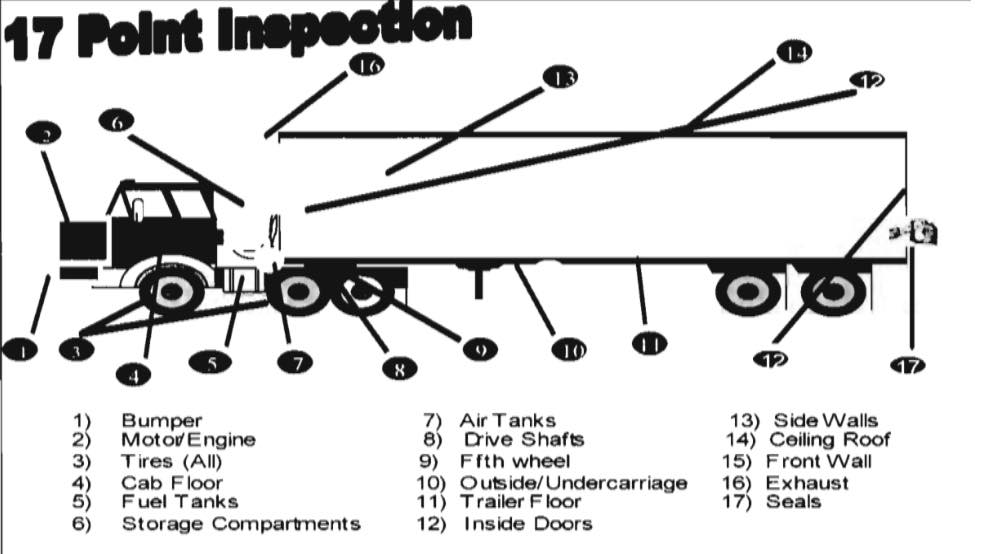 17 Point Inspection
16
14
13
12
6
2
1
3
4
5
7
8
9
10
11
12
17
1) Bumper
2) Motor/Engine
3) Tires (All)
4) Cab Floor
5) Fuel Tanks
6) Storage Compartments
7) Air Tanks
8) Drive Shafts
9) Ffth wheel
10) Outside/Undercarriage
11) Trailer Floor
12) Inside Doors
13) Side Walls
14) Ceiling Roof
15) Front Wall
16) Exhaust
17) Seals